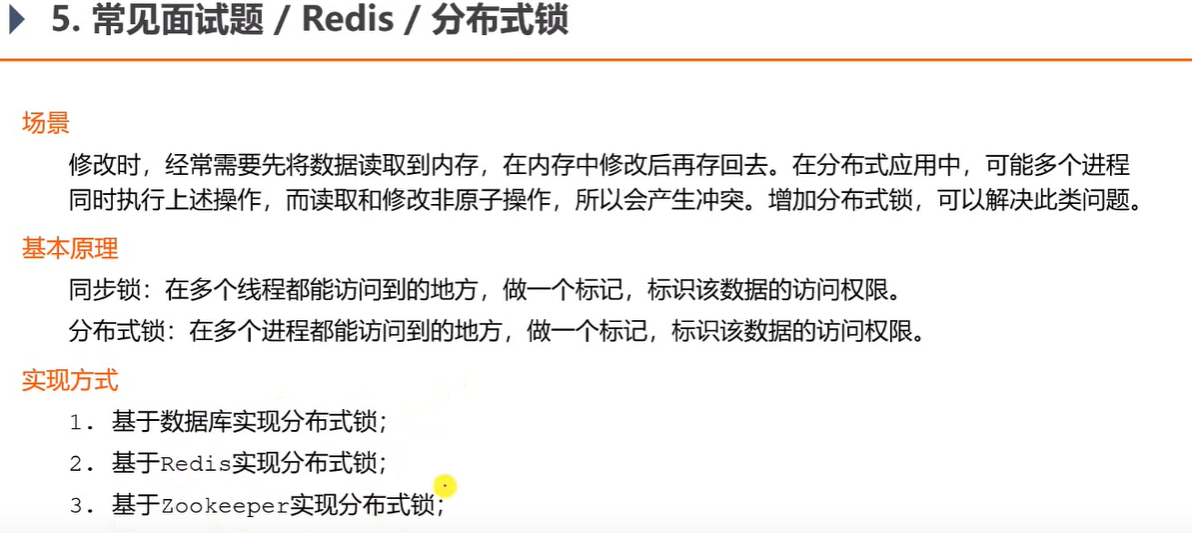 5. 常见面试题 / Redis / 分布式锁
场景
修改时，经常需要先将数据读取到内存，在内存中修改后再存回去。在分布式应用中，可能多个进程
同时执行上述操作，而读取和修改非原子操作，所以会产生冲突。增加分布式锁，可以解决此类问题。
基本原理
同步锁：在多个线程都能访问到的地方，做一个标记，标识该数据的访问权限。
分布式锁：在多个进程都能访问到的地方，做一个标记，标识该数据的访问权限。
实现方式
1. 基于数据库实现分布式锁；
2. 基于Redis实现分布式锁；
3. 基于Zookeeper实现分布式锁；